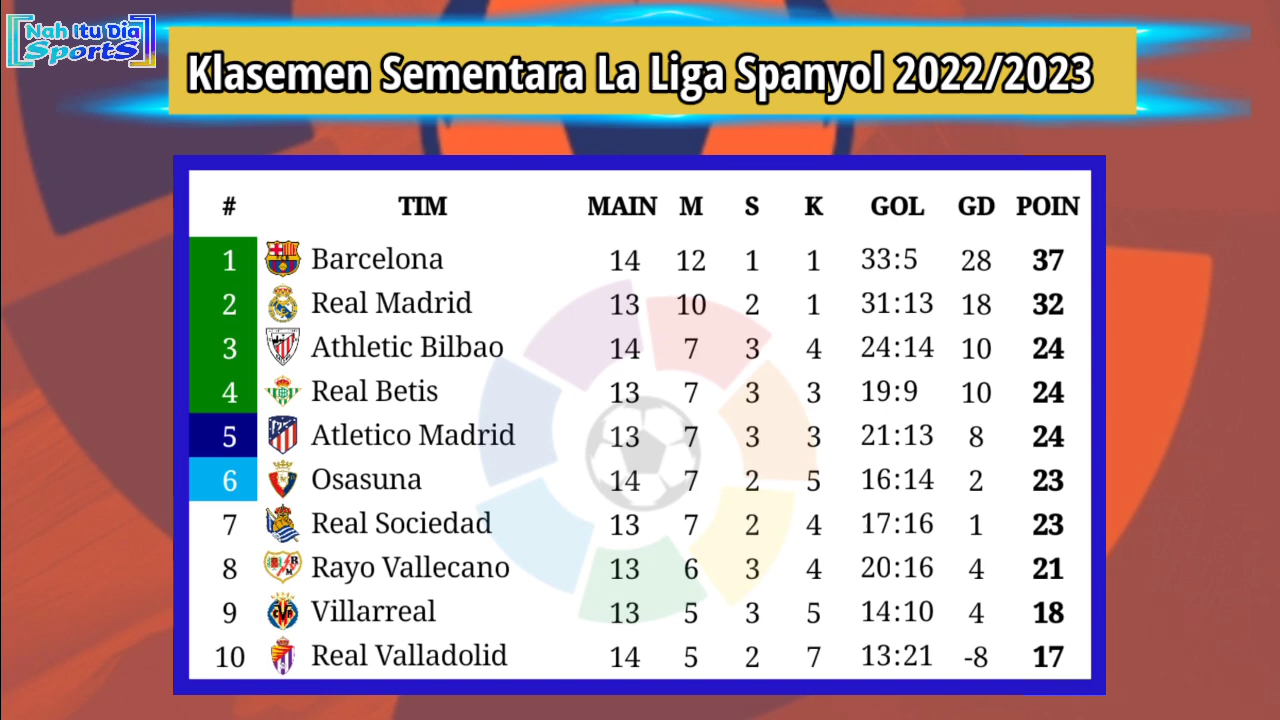 Nah Itu Dia
Sports
Klasemen Sementara La Liga Spanyol 2022/2023
# TIM MAIN M S K GOL GD POIN
1 Barcelona 14 12 1 1 33:5 28 37
2 Real Madrid 13 10 2 1 31:13 18 32
3 Athletic Bilbao 14 7 3 4 24:14 10 24
4 Real Betis 13 7 3 3 19:9 10 24
5 Atletico Madrid 13 7 3 3 21:13 8 24
6 Osasuna 14 7 2 5 16:14 2 23
7 Real Sociedad 13 7 2 4 17:16 1 23
8 Rayo Vallecano 13 6 3 4 20:16 4 21
9 Villarreal 13 5 3 5 14:10 4 18
10 Real Valladolid 14 5 2 7 13:21 -8 17